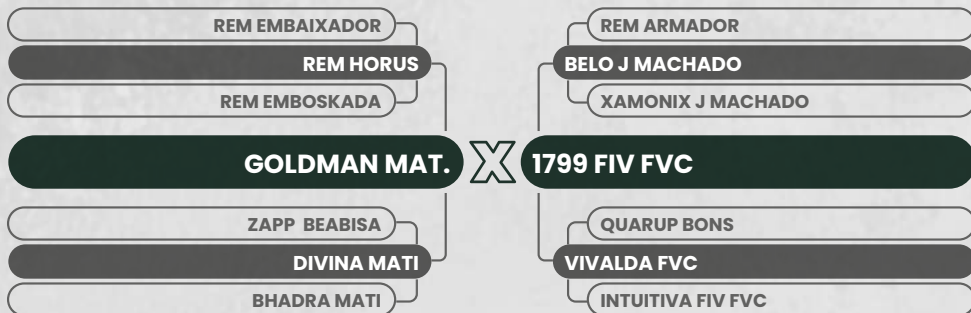 REM EMBAIXADOR
REM HORUS
REM EMBOSKADA
GOLDMAN MAT.
ZAPP BEABISA
DIVINA MATI
BHADRA MATI
X
REM ARMADOR
BELO J MACHADO
XAMONIX J MACHADO
1799 FIV FVC
QUARUP BONS
VIVALDA FVC
INTUITIVA FIV FVC